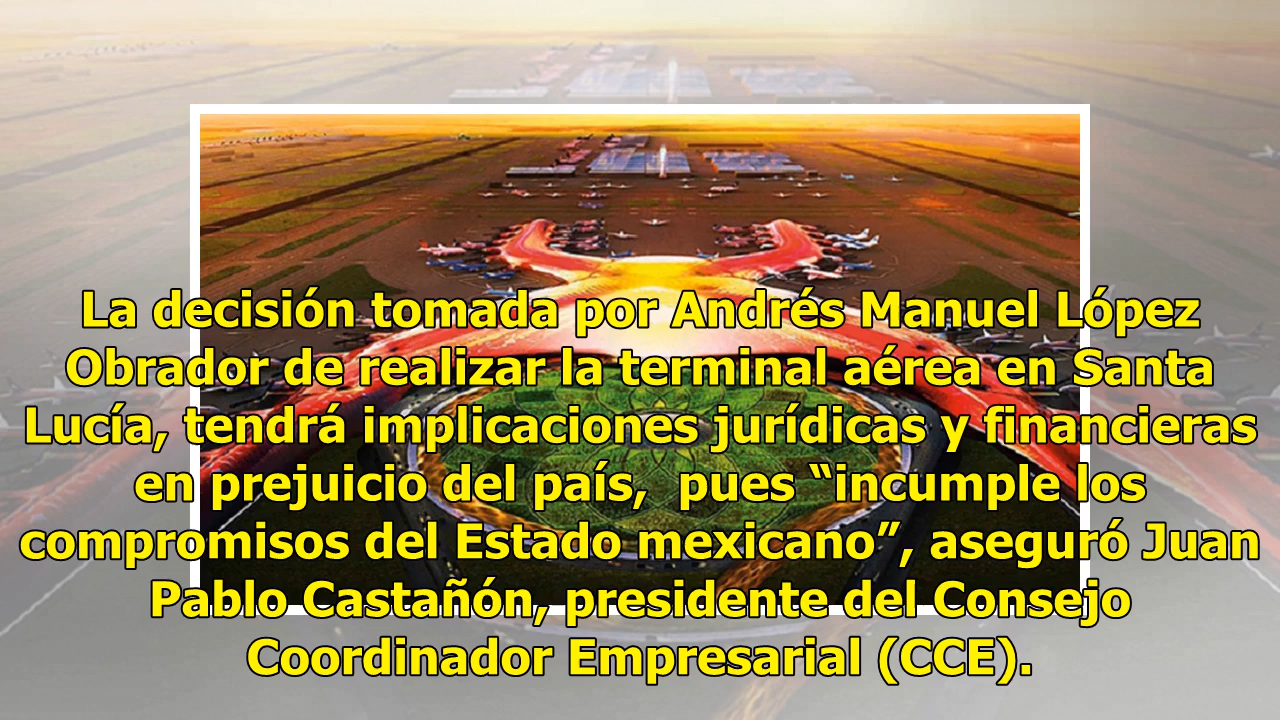 La decisión tomada por Andrés Manuel López
Obrador de realizar la terminal aérea en Santa
Lucía, tendrá implicaciones jurídicas y financieras
en prejuicio del país,  pues “incumple los
compromisos del Estado mexicano”, aseguró Juan
Pablo Castañón, presidente del Consejo
Coordinador Empresarial (CCE).